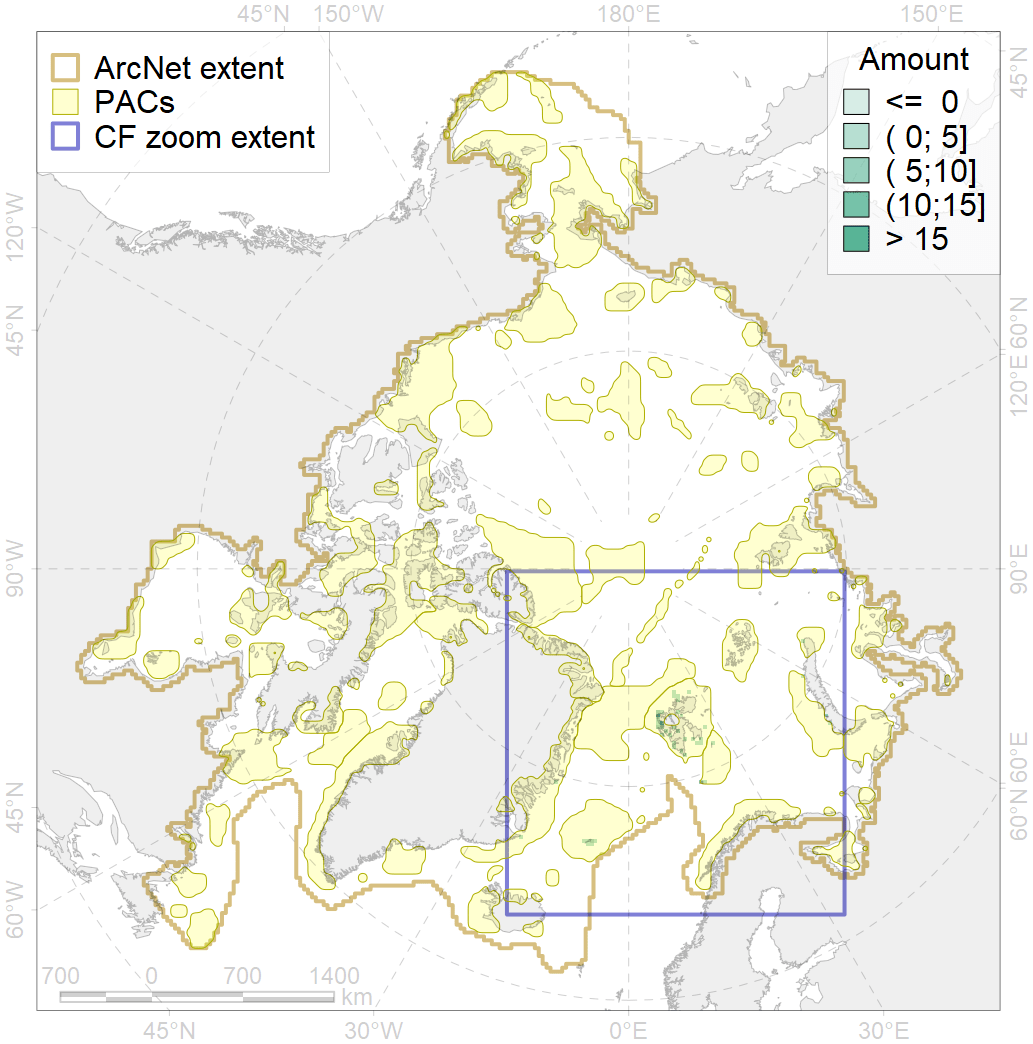 45°N 150°W 180°E 150°E
ArcNet extent
PACs
CF zoom extent
Amount
<= 0
( 0; 5]
( 5;10]
(10;15]
> 15
45°N
120°W
45°N
60°N
120°E
90°W
90°E
45°N
60°E
60°N
60°W
700 0 700 1400
km
45°N 30°W 0°E 30°E